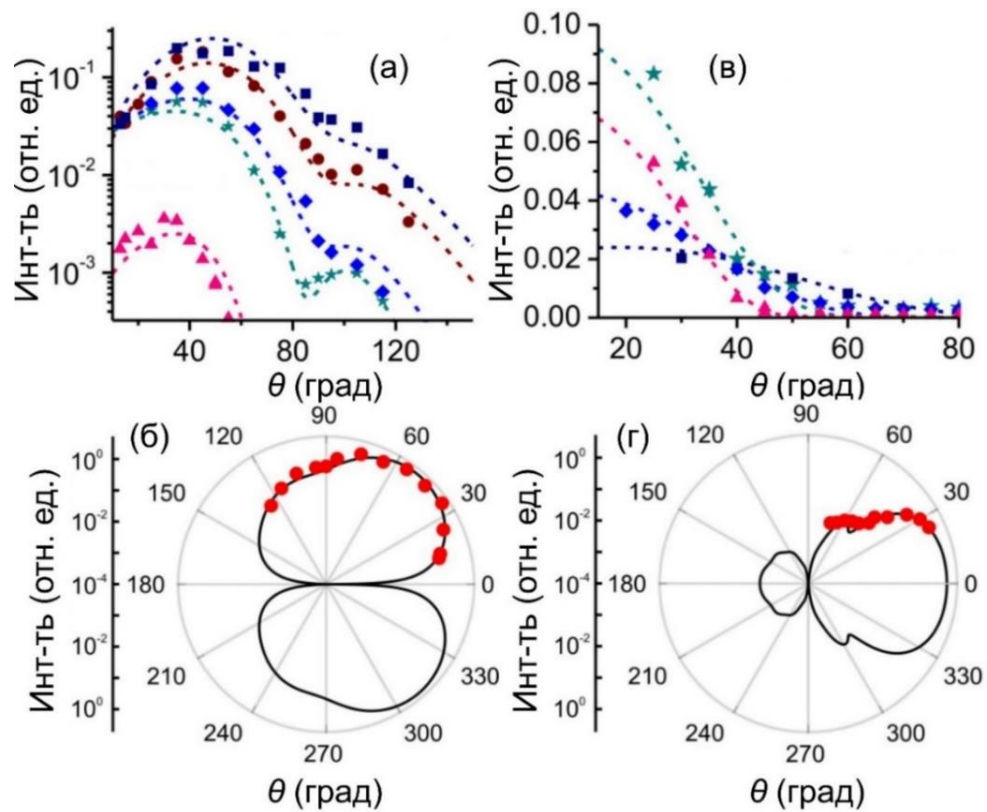 (а)
Инт-ть (отн. ед.)
10⁻¹
10⁻²
10⁻³
40 80 120
θ (град)
(в)
Инт-ть (отн. ед.)
0.10
0.08
0.06
0.04
0.02
0.00
20 40 60 80
θ (град)
(б)
Инт-ть (отн. ед.)
10⁰
10⁻²
10⁻⁴
10⁻²
10⁰
90
120 60
150 30
180 0
210 330
240 300
270
θ (град)
(г)
Инт-ть (отн. ед.)
10⁰
10⁻²
10⁻⁴
10⁻²
10⁰
90
120 60
150 30
180 0
210 330
240 300
270
θ (град)